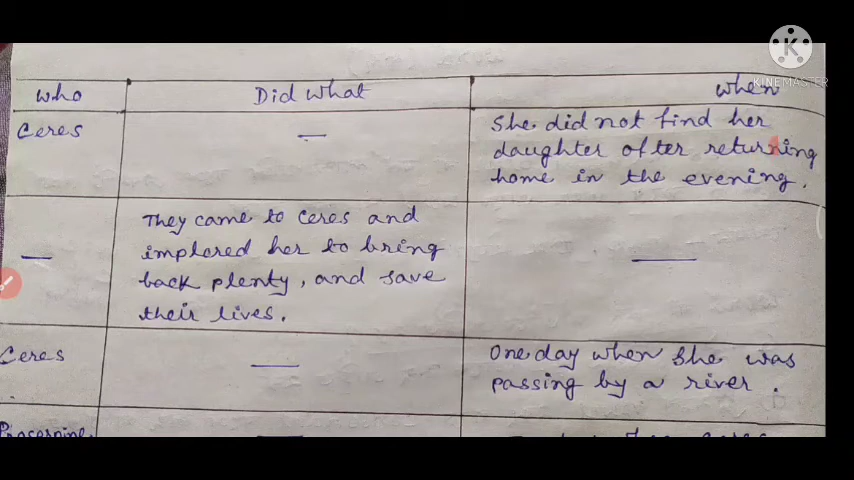 KINEMASTER
who Did what when
Ceres — She did not find her
daughter after returning
home in the evening.
— They came to Ceres and —
implored her to bring
back plenty, and save
their lives.
Ceres — One day when she was
passing by a river.
Procerpine.